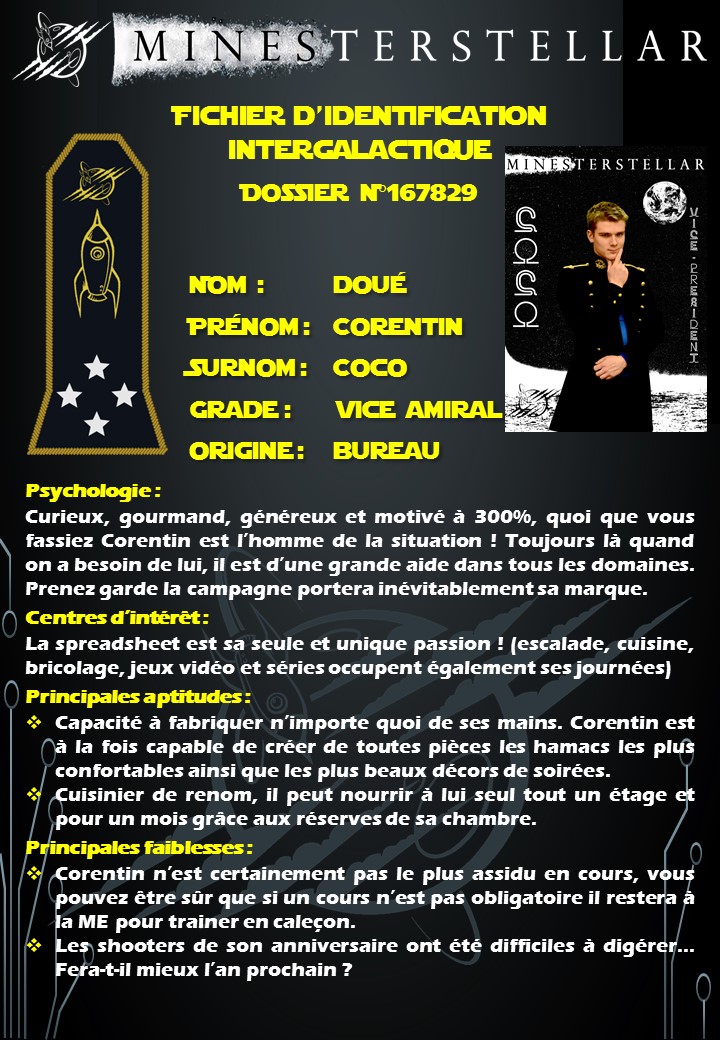 MINESTERSTELLAR
FICHIER D'IDENTIFICATION
INTERGALACTIQUE
DOSSIER N°167829
MINESTERSTELLAR
VICE-PRESIDENT
NOM : DOUÉ
PRÉNOM : CORENTIN
SURNOM : COCO
GRADE : VICE AMIRAL
ORIGINE : BUREAU
Psychologie :
Curieux, gourmand, généreux et motivé à 300%, quoi que vous
fassiez Corentin est l'homme de la situation ! Toujours là quand
on a besoin de lui, il est d'une grande aide dans tous les domaines.
Prenez garde la campagne portera inévitablement sa marque.
Centres d'intérêt :
La spreadsheet est sa seule et unique passion ! (escalade, cuisine,
bricolage, jeux vidéo et séries occupent également ses journées)
Principales aptitudes :
❖ Capacité à fabriquer n'importe quoi de ses mains. Corentin est
à la fois capable de créer de toutes pièces les hamacs les plus
confortables ainsi que les plus beaux décors de soirées.
❖ Cuisinier de renom, il peut nourrir à lui seul tout un étage et
pour un mois grâce aux réserves de sa chambre.
Principales faiblesses :
❖ Corentin n'est certainement pas le plus assidu en cours, vous
pouvez être sûr que si un cours n'est pas obligatoire il restera à
la ME pour trainer en caleçon.
❖ Les shooters de son anniversaire ont été difficiles à digérer...
Fera-t-il mieux l'an prochain ?